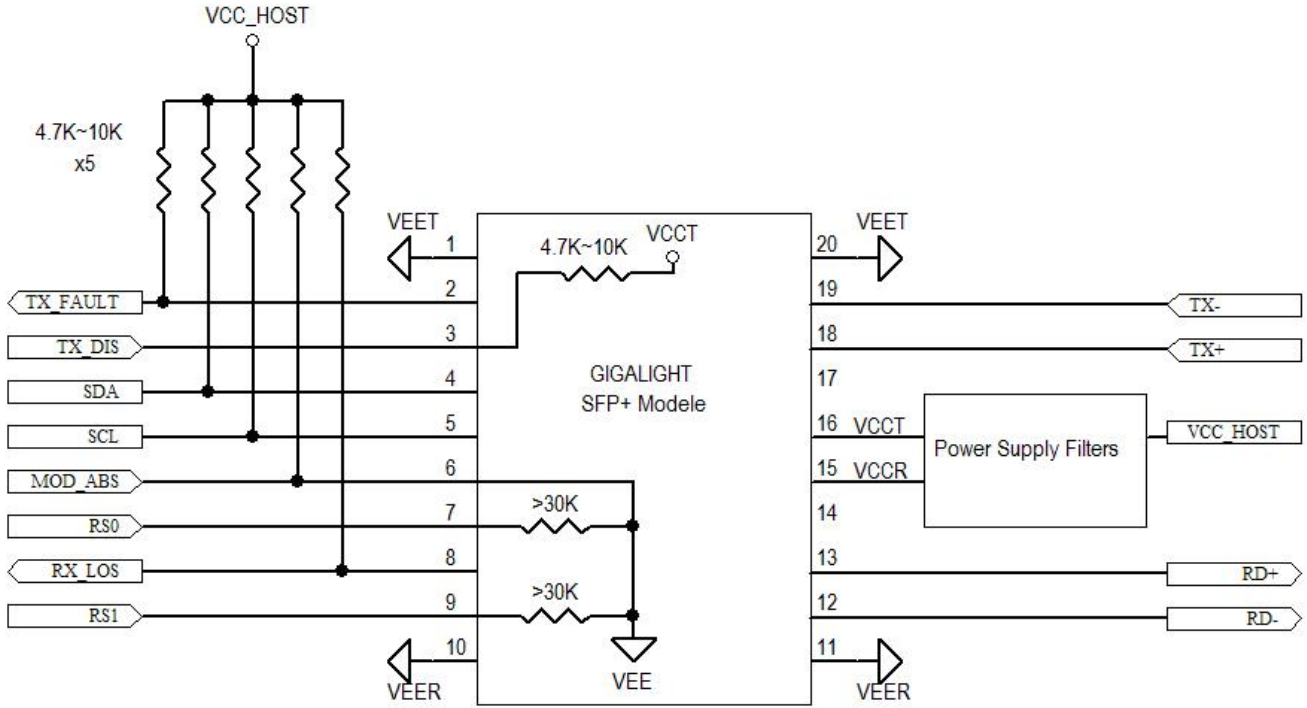 VCC_HOST
4.7K~10K
x5
VEET
1
4.7K~10K
VCCT
20
VEET
TX_FAULT
2
19
TX-
TX_DIS
3
18
TX+
SDA
4
GIGALIGHT
SFP+ Modele
17
SCL
5
16
VCCT
Power Supply Filters
VCC_HOST
MOD_ABS
6
15
VCCR
RS0
7
>30K
14
RX_LOS
8
13
RD+
RS1
9
>30K
12
RD-
10
VEER
VEE
11
VEER